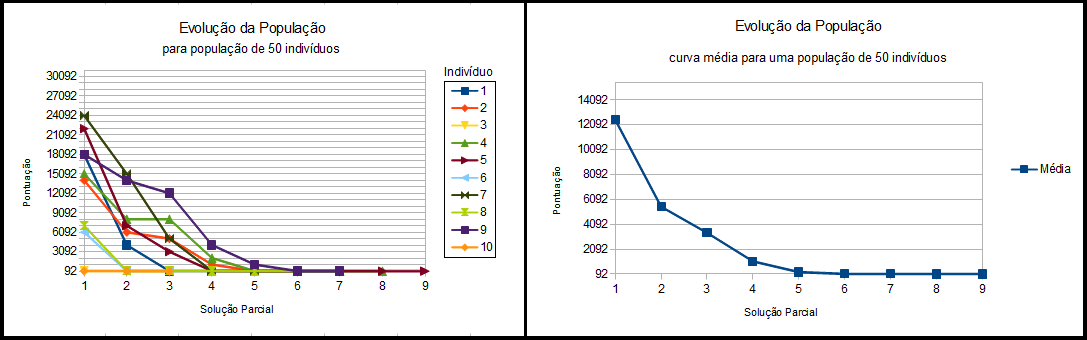 Evolução da População
para população de 50 indivíduos
Pontuação
30092
27092
24092
21092
18092
15092
12092
9092
6092
3092
92
1 2 3 4 5 6 7 8 9
Solução Parcial
Indivíduo
1
2
3
4
5
6
7
8
9
10
Evolução da População
curva média para uma população de 50 indivíduos
Pontuação
14092
12092
10092
8092
6092
4092
2092
92
1 2 3 4 5 6 7 8 9
Solução Parcial
Média